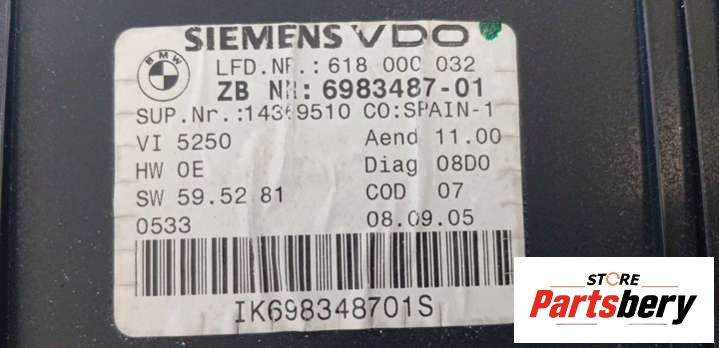 SIEMENS VDO
BMW
LFD.NR.:618 000 032
ZB NR: 6983487-01
SUP.Nr.:14369510 CO:SPAIN-1
VI 5250 Aend 11.00
HW 0E Diag 08D0
SW 59.52 81 COD 07
0533 08.09.05
IK698348701S
STORE
Partsbery